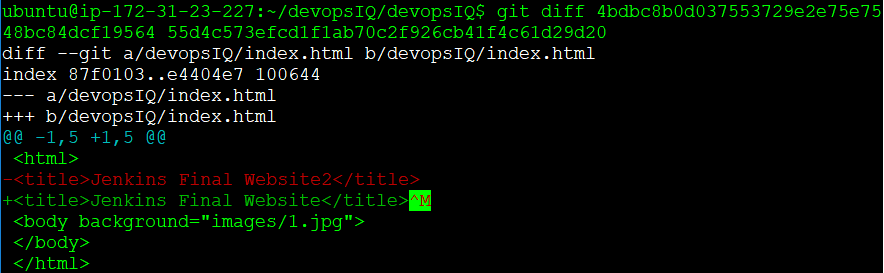 ubuntu@ip-172-31-23-227:~/devopsIQ/devopsIQ$ git diff 4bdbc8b0d037553729e2e75e75
48bc84dcf19564 55d4c573efcd1f1ab70c2f926cb41f4c61d29d20
diff --git a/devopsIQ/index.html b/devopsIQ/index.html
index 87f0103..e4404e7 100644
--- a/devopsIQ/index.html
+++ b/devopsIQ/index.html
@@ -1,5 +1,5 @@
 <html>
-<title>Jenkins Final Website2</title>
+<title>Jenkins Final Website</title>^M
 <body background="images/1.jpg">
 </body>
 </html>